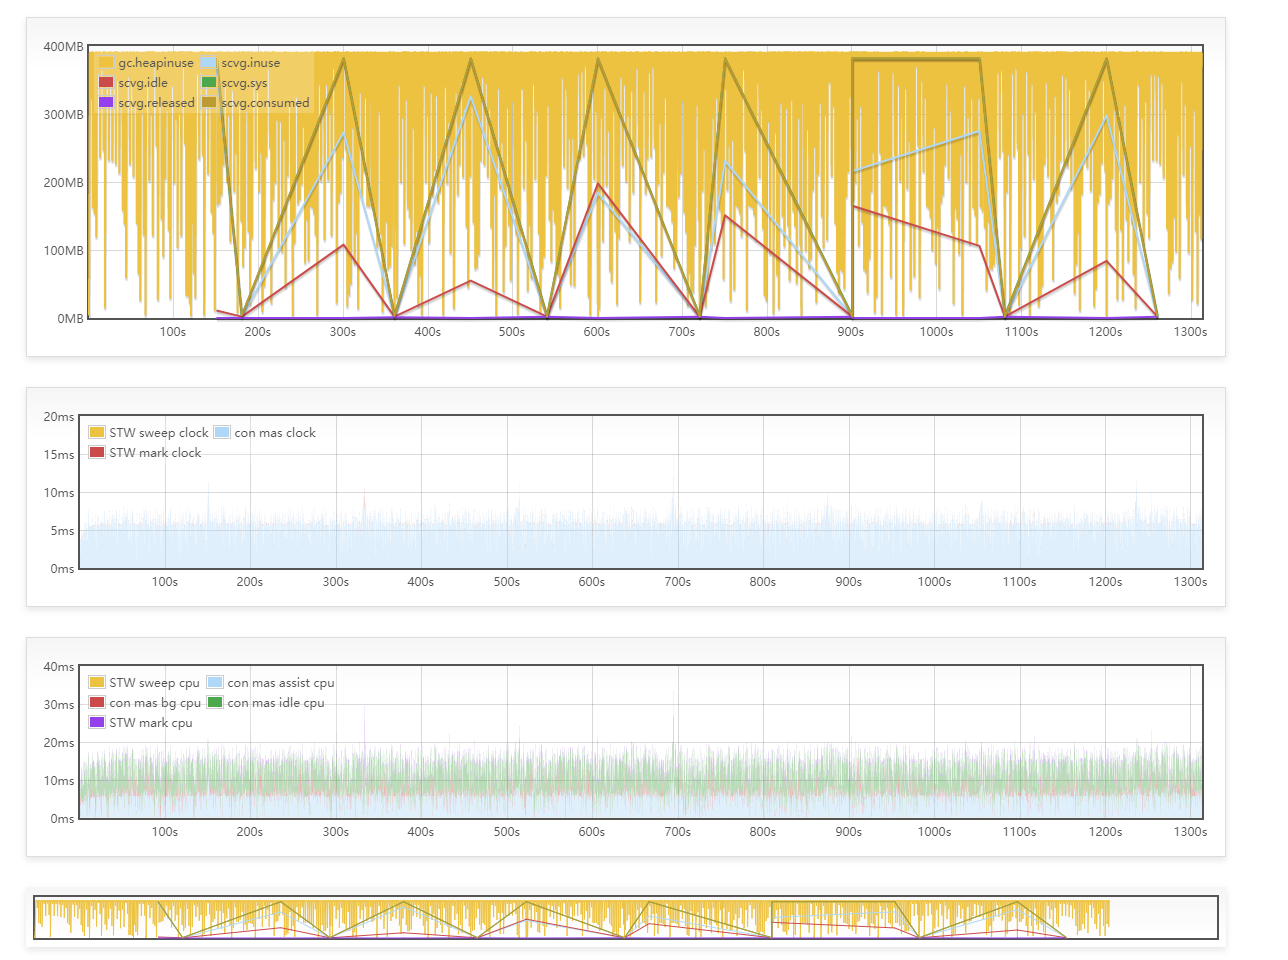 400MB
gc.heapinuse scvg.inuse
scvg.idle scvg.sys
scvg.released scvg.consumed
300MB
200MB
100MB
0MB
100s 200s 300s 400s 500s 600s 700s 800s 900s 1000s 1100s 1200s 1300s
20ms
STW sweep clock con mas clock
STW mark clock
15ms
10ms
5ms
0ms
100s 200s 300s 400s 500s 600s 700s 800s 900s 1000s 1100s 1200s 1300s
40ms
STW sweep cpu con mas assist cpu
con mas bg cpu con mas idle cpu
STW mark cpu
30ms
20ms
10ms
0ms
100s 200s 300s 400s 500s 600s 700s 800s 900s 1000s 1100s 1200s 1300s